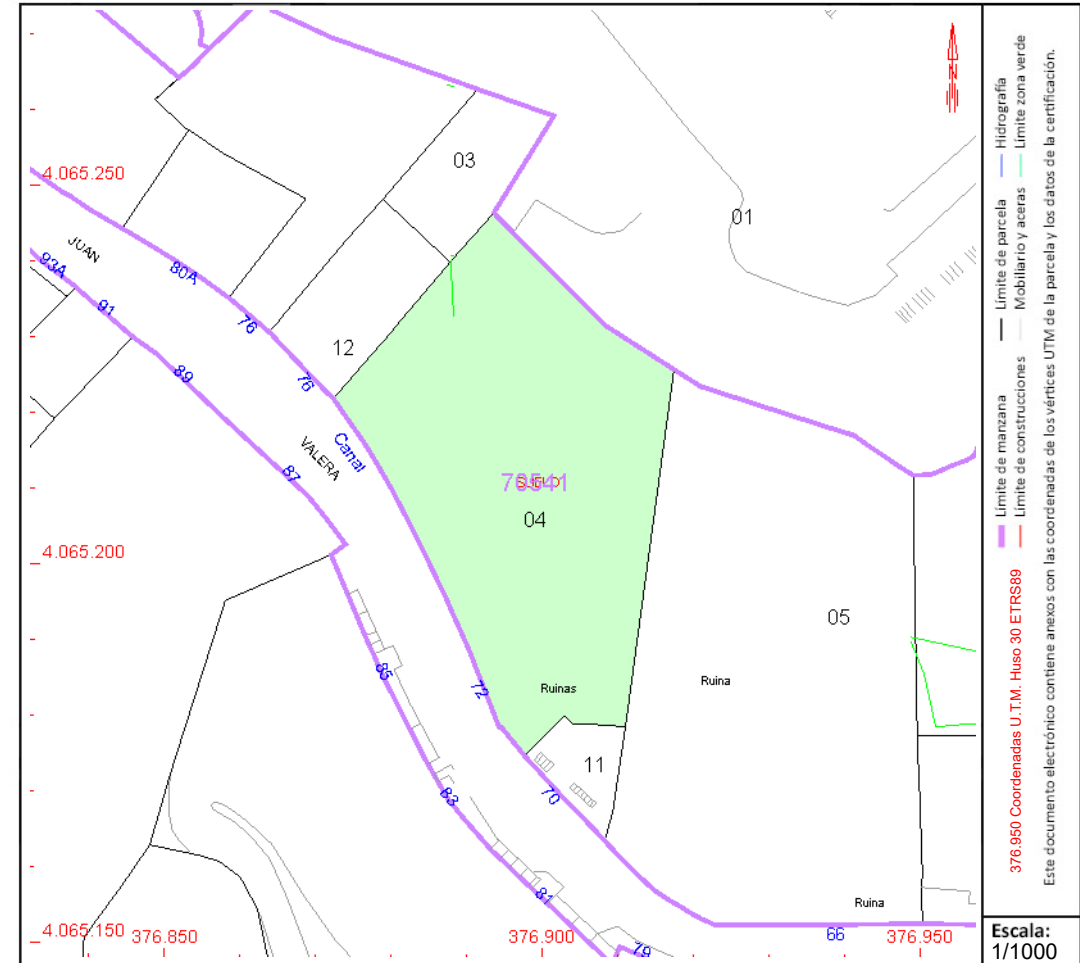 03
4.065.250
01
JUAN
93A
80A
91
76
12
89
76
Canal
VALERA
87
70541
04
4.065.200
05
85
72
Ruinas
Ruina
11
70
83
81
Ruina
4.065.150
376.850
376.900
66
376.950
79
N
376.950 Coordenadas U.T.M. Huso 30 ETRS89
Límite de manzana
Límite de parcela
Hidrografía
Límite de construcciones
Mobiliario y aceras
Límite zona verde
Este documento electrónico contiene anexos con las coordenadas de los vértices UTM de la parcela y los datos de la certificación.
Escala:
1/1000